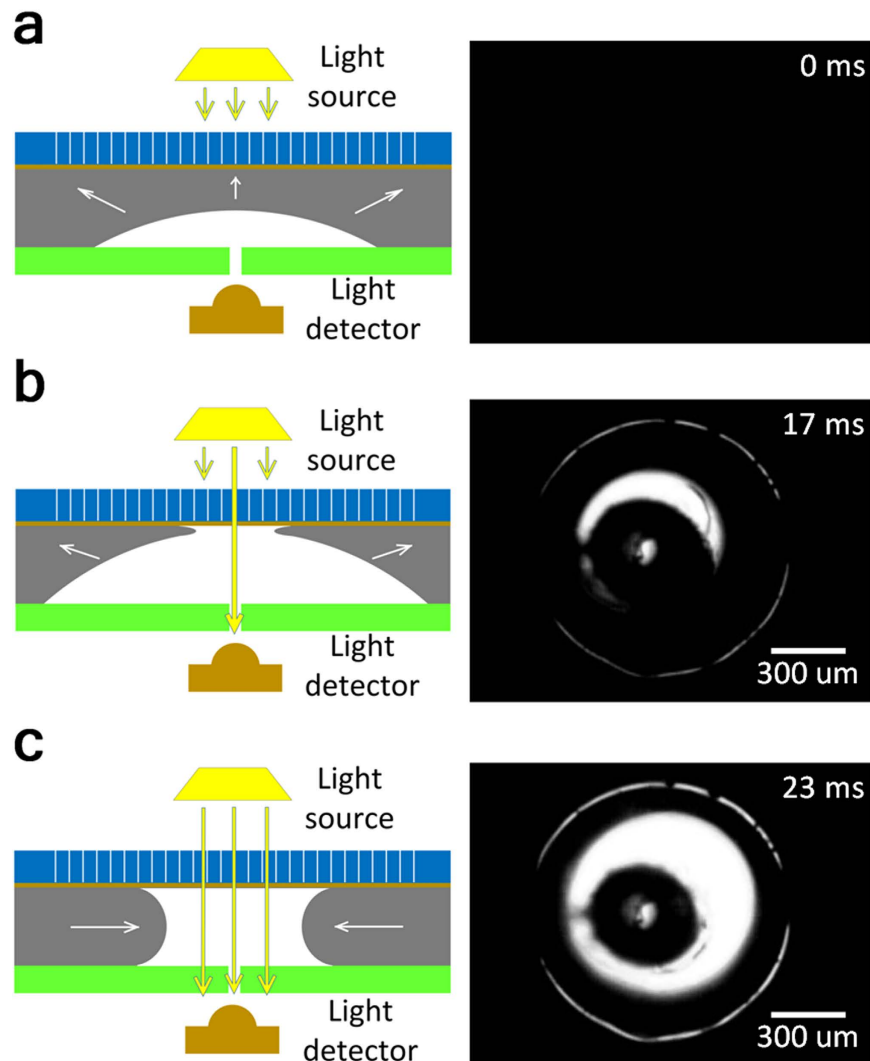 a
Light
source
0 ms
Light
detector
b
Light
source
17 ms
Light
detector
300 um
c
Light
source
23 ms
Light
detector
300 um